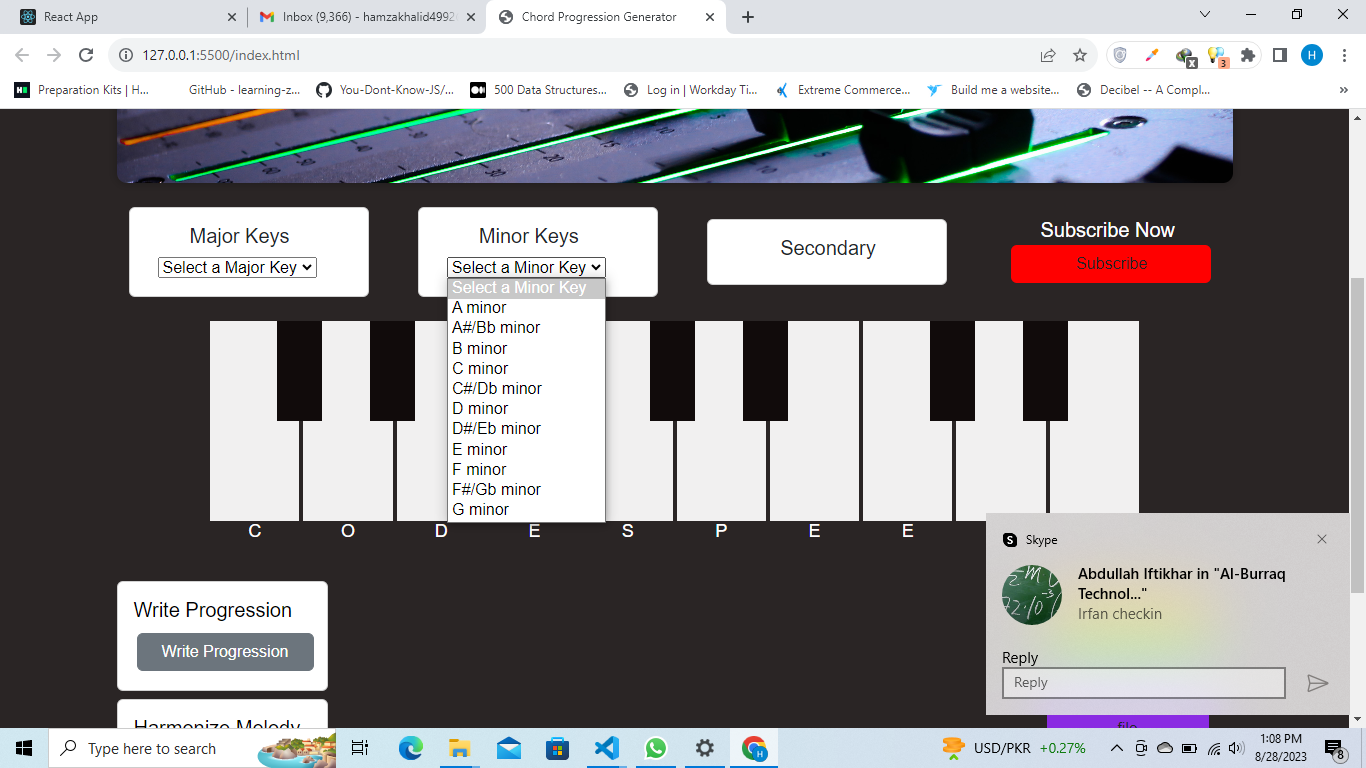 React App
Inbox (9,366) - hamzakhalid4992
Chord Progression Generator
127.0.0.1:5500/index.html
3
H
Preparation Kits | H...
GitHub - learning-z...
You-Dont-Know-JS/...
500 Data Structures...
Log in | Workday Ti...
Extreme Commerce...
Build me a website...
Decibel -- A Compl...
»
Major Keys
Select a Major Key
Minor Keys
Select a Minor Key
Select a Minor Key
A minor
A#/Bb minor
B minor
C minor
C#/Db minor
D minor
D#/Eb minor
E minor
F minor
F#/Gb minor
G minor
Secondary
Subscribe Now
Subscribe
C O D E S P E E
Write Progression
Write Progression
Harmonize Melody
Skype
Abdullah Iftikhar in "Al-Burraq
Technol..."
Irfan checkin
Reply
Reply
file
Type here to search
USD/PKR +0.27%
1:08 PM
8/28/2023
8